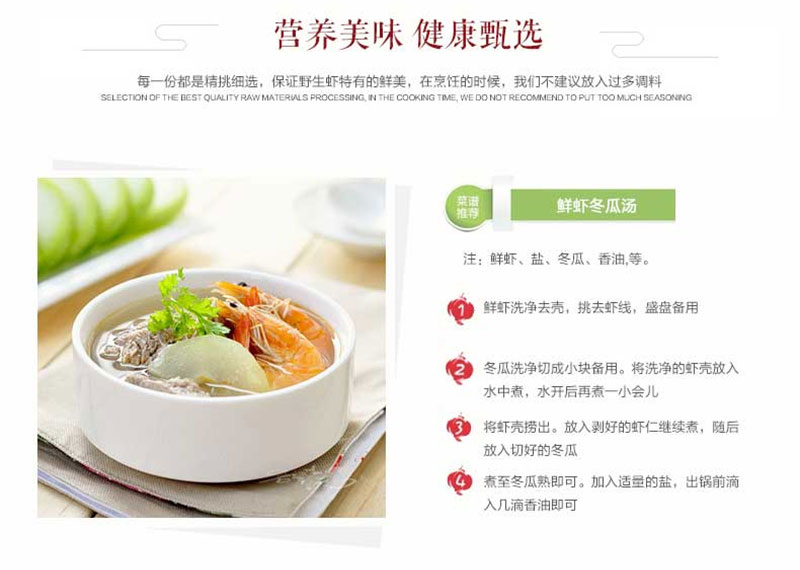 营养美味 健康甄选
每一份都是精挑细选，保证野生虾特有的鲜美，在烹饪的时候，我们不建议放入过多调料
SELECTION OF THE BEST QUALITY RAW MATERIALS PROCESSING, IN THE COOKING TIME, WE DO NOT RECOMMEND TO PUT TOO MUCH SEASONING
菜谱
推荐
鲜虾冬瓜汤
注：鲜虾、盐、冬瓜、香油,等。
1 鲜虾洗净去壳，挑去虾线，盛盘备用
2 冬瓜洗净切成小块备用。将洗净的虾壳放入
水中煮，水开后再煮一小会儿
3 将虾壳捞出。放入剥好的虾仁继续煮，随后
放入切好的冬瓜
4 煮至冬瓜熟即可。加入适量的盐，出锅前滴
入几滴香油即可